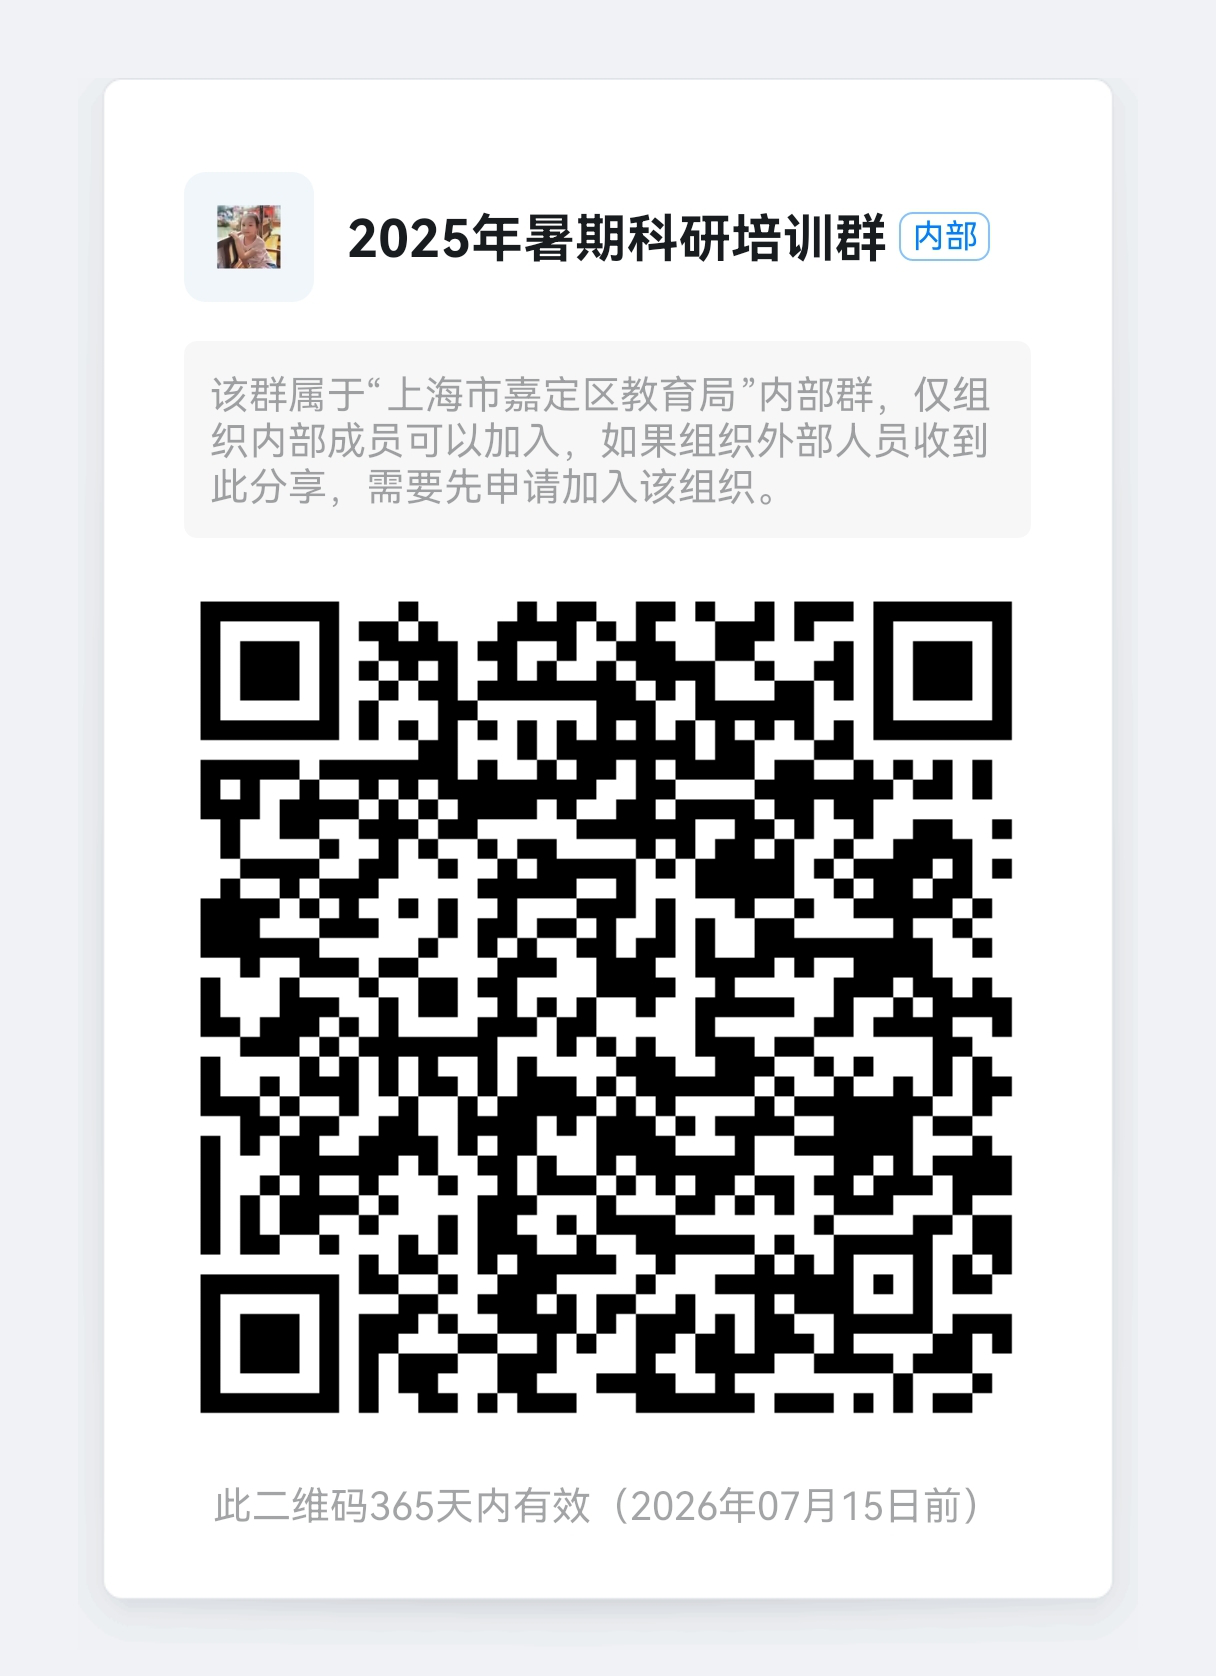 2025年暑期科研培训群 内部
该群属于“上海市嘉定区教育局”内部群，仅组
织内部成员可以加入，如果组织外部人员收到
此分享，需要先申请加入该组织。
此二维码365天内有效（2026年07月15日前）